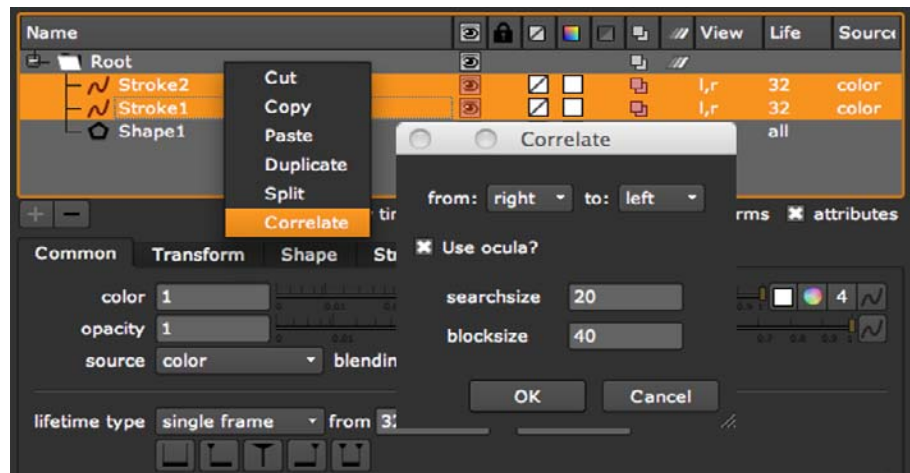 Name View Life Source
Root
Stroke2 l,r 32 color
Stroke1 l,r 32 color
Shape1 all
Cut
Copy
Paste
Duplicate
Split
Correlate
Correlate
from: right to: left
Use ocula?
searchsize 20
blocksize 40
OK Cancel
attributes
Common Transform Shape
color 1 4
opacity 1
source color
lifetime type single frame from